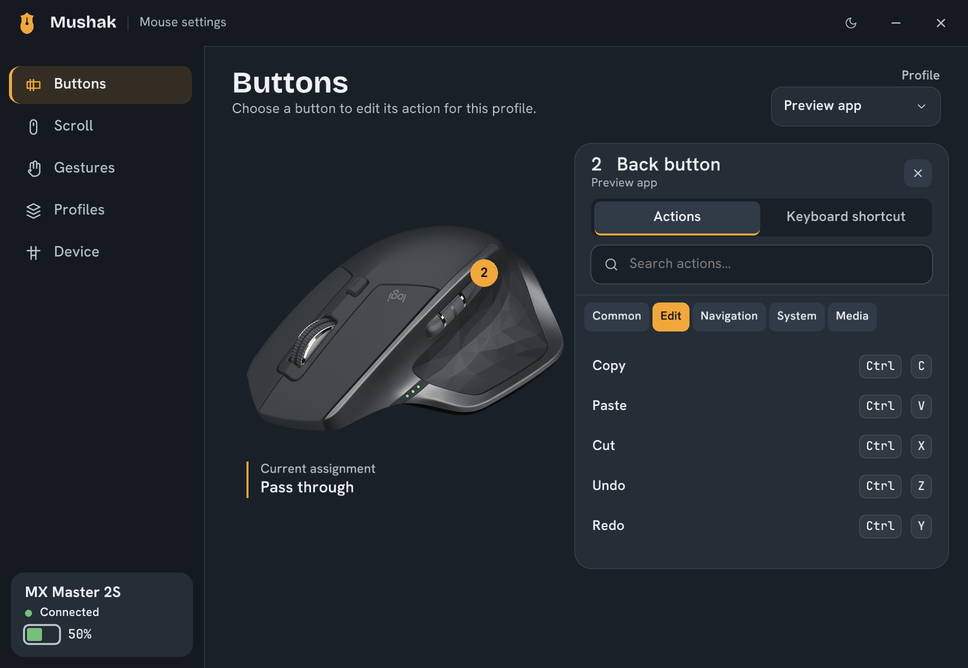 Mushak | Mouse settings
Buttons
Scroll
Gestures
Profiles
Device
MX Master 2S
Connected
50%
Buttons
Choose a button to edit its action for this profile.
Profile
Preview app
logi
2
Current assignment
Pass through
2 Back button
Preview app
Actions Keyboard shortcut
Search actions...
Common Edit Navigation System Media
Copy Ctrl C
Paste Ctrl V
Cut Ctrl X
Undo Ctrl Z
Redo Ctrl Y